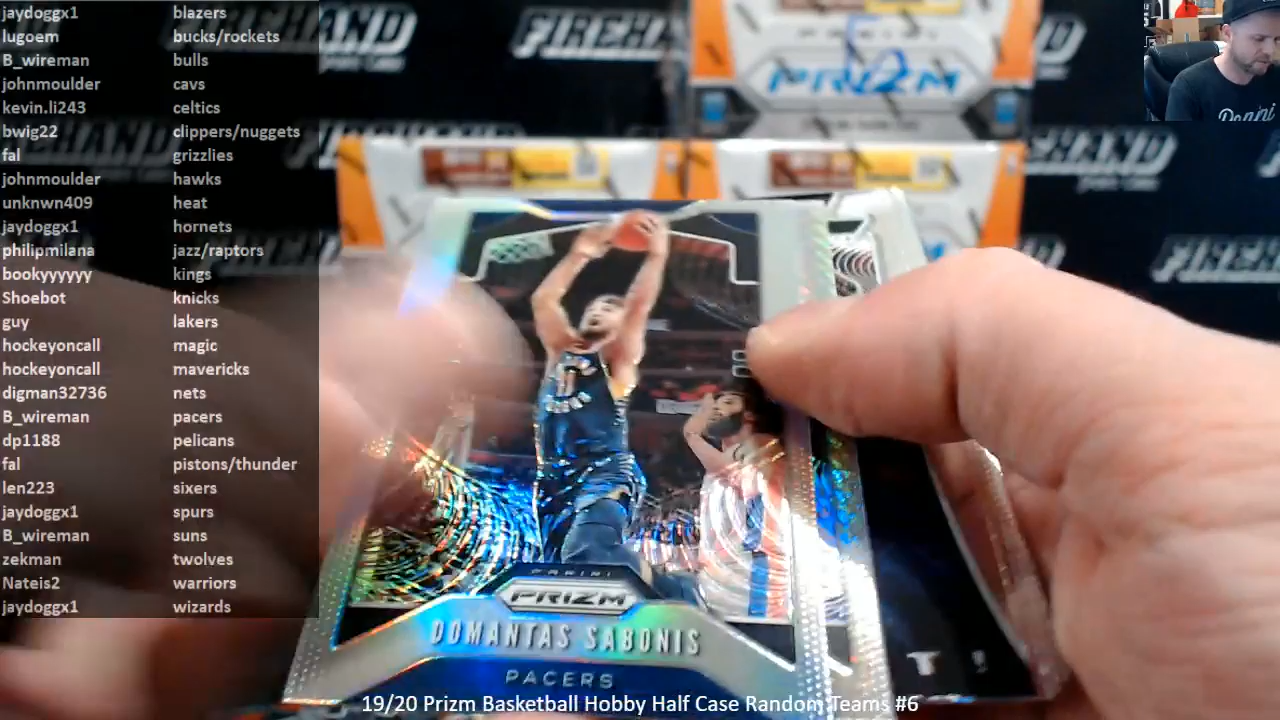 jaydoggx1 blazers
lugoem bucks/rockets
B_wireman bulls
johnmoulder cavs
kevin.li243 celtics
bwig22 clippers/nuggets
fal grizzlies
johnmoulder hawks
unknwn409 heat
jaydoggx1 hornets
philipmilana jazz/raptors
bookyyyyyy kings
Shoebot knicks
guy lakers
hockeyoncall magic
hockeyoncall mavericks
digman32736 nets
B_wireman pacers
dp1188 pelicans
fal pistons/thunder
len223 sixers
jaydoggx1 spurs
B_wireman suns
zekman twolves
Nateis2 warriors
jaydoggx1 wizards
FIREHAND
PRIZM
PANINI
PRIZM
DOMANTAS SABONIS
PACERS
19/20 Prizm Basketball Hobby Half Case Random Teams #6